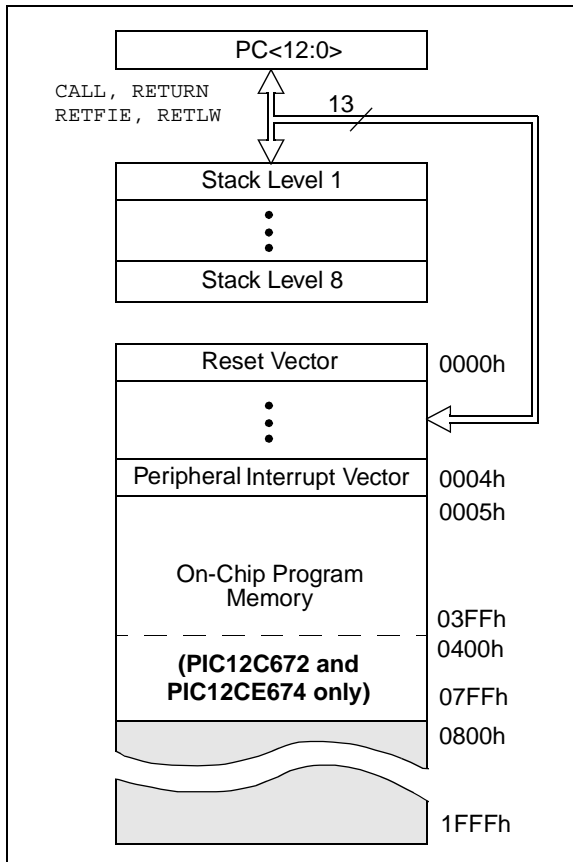 PC<12:0>
CALL, RETURN
RETFIE, RETLW
13
Stack Level 1
Stack Level 8
Reset Vector
0000h
Peripheral Interrupt Vector
0004h
0005h
On-Chip Program
Memory
03FFh
0400h
(PIC12C672 and
PIC12CE674 only)
07FFh
0800h
1FFFh